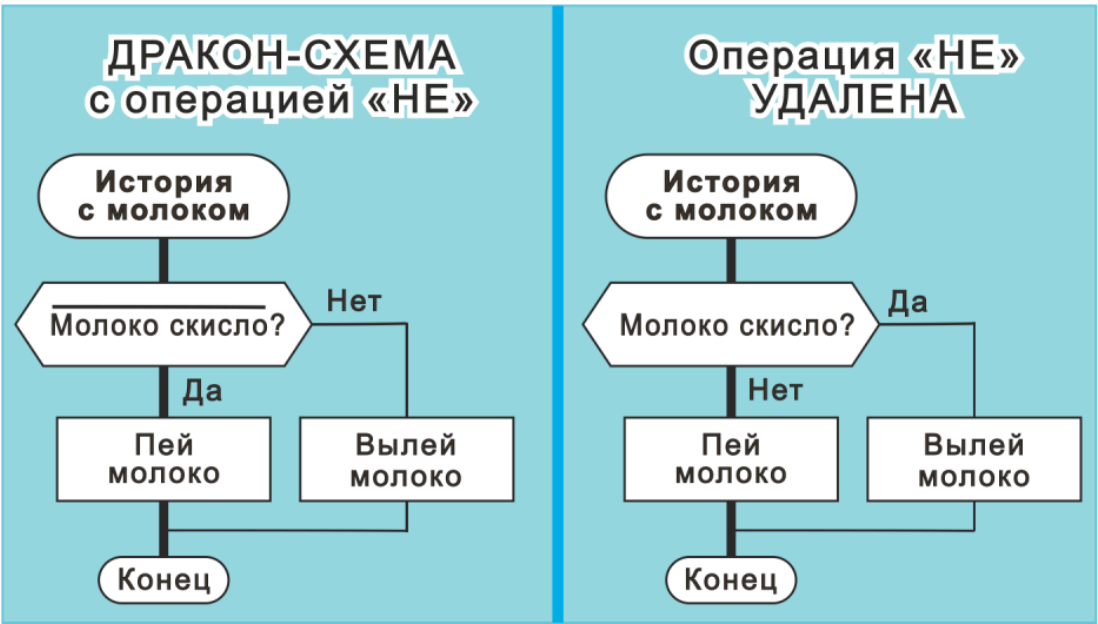 ДРАКОН-СХЕМА
с операцией «НЕ»
История
с молоком
Молоко скисло?
Нет
Да
Пей
молоко
Вылей
молоко
Конец
Операция «НЕ»
УДАЛЕНА
История
с молоком
Молоко скисло?
Да
Нет
Пей
молоко
Вылей
молоко
Конец